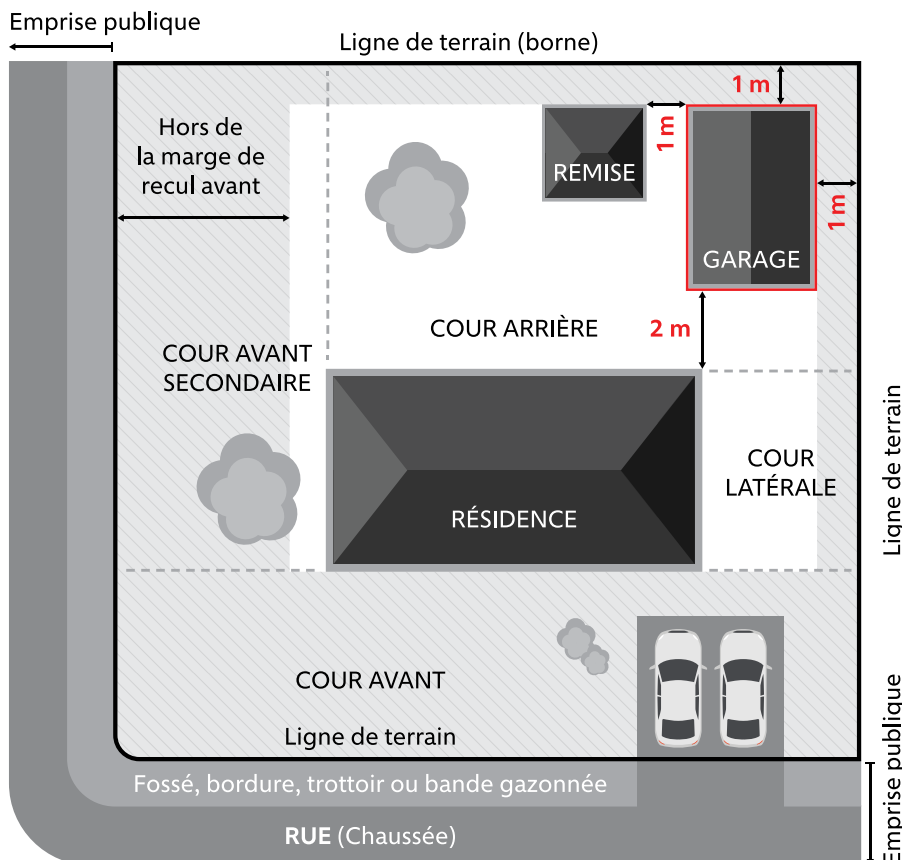 Emprise publique
Ligne de terrain (borne)
1 m
Hors de
la marge de
recul avant
1 m
REMISE
1 m
GARAGE
COUR ARRIÈRE
2 m
COUR AVANT
SECONDAIRE
COUR
LATÉRALE
Ligne de terrain
RÉSIDENCE
COUR AVANT
Ligne de terrain
Emprise publique
Fossé, bordure, trottoir ou bande gazonnée
RUE (Chaussée)